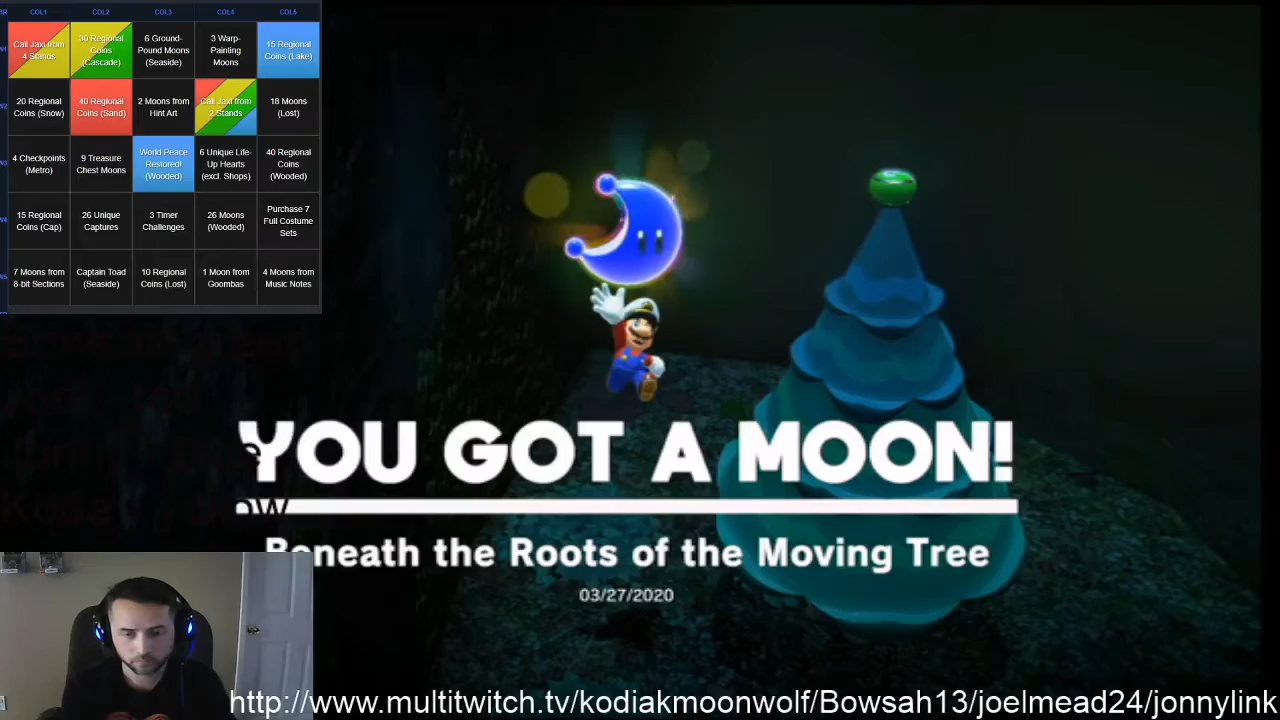 BR COL1 COL2 COL3 COL4 COL5
Call Jaxi from 4 Stands
30 Regional Coins (Cascade)
6 Ground-Pound Moons (Seaside)
3 Warp-Painting Moons
15 Regional Coins (Lake)
20 Regional Coins (Snow)
40 Regional Coins (Sand)
2 Moons from Hint Art
Call Jaxi from 2 Stands
18 Moons (Lost)
4 Checkpoints (Metro)
9 Treasure Chest Moons
World Peace Restored! (Wooded)
6 Unique Life-Up Hearts (excl. Shops)
40 Regional Coins (Wooded)
15 Regional Coins (Cap)
26 Unique Captures
3 Timer Challenges
26 Moons (Wooded)
Purchase 7 Full Costume Sets
7 Moons from 8-bit Sections
Captain Toad (Seaside)
10 Regional Coins (Lost)
1 Moon from Goombas
4 Moons from Music Notes
YOU GOT A MOON!
Beneath the Roots of the Moving Tree
03/27/2020
http://www.multitwitch.tv/kodiakmoonwolf/Bowsah13/joelmead24/jonnylink